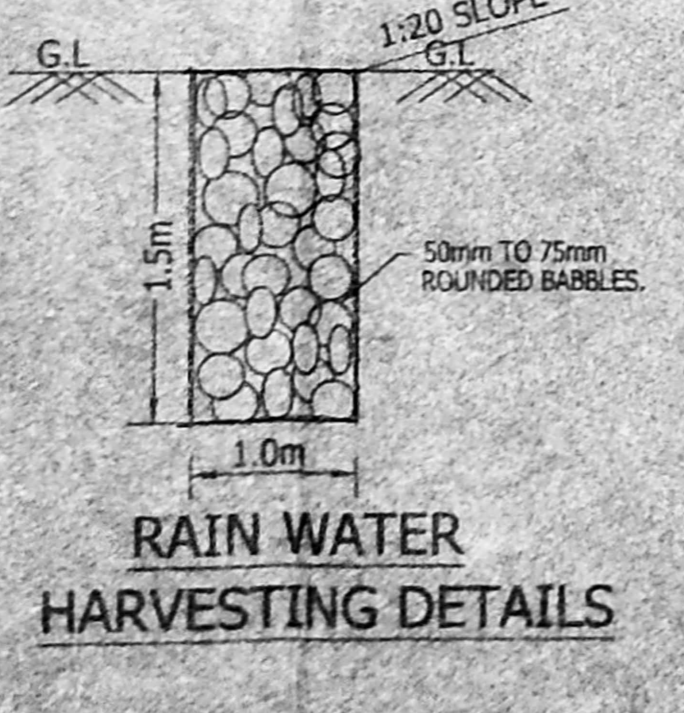 1:20 SLOPE
G.L
G.L
1.5m
50mm TO 75mm
ROUNDED BABBLES.
1.0m
RAIN WATER
HARVESTING DETAILS